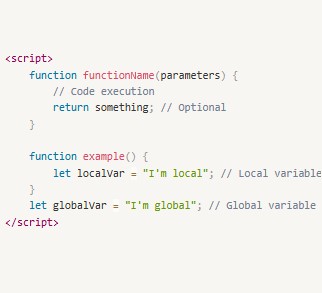 <script>
    function functionName(parameters) {
        // Code execution
        return something; // Optional
    }

    function example() {
        let localVar = "I'm local"; // Local variable
    }
    let globalVar = "I'm global"; // Global variable
</script>